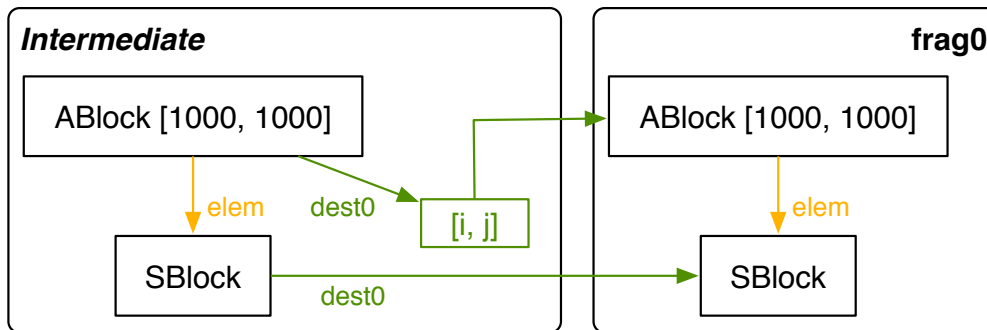 Intermediate
ABlock [1000, 1000]
elem
dest0
[i, j]
SBlock
dest0
frag0
ABlock [1000, 1000]
elem
SBlock